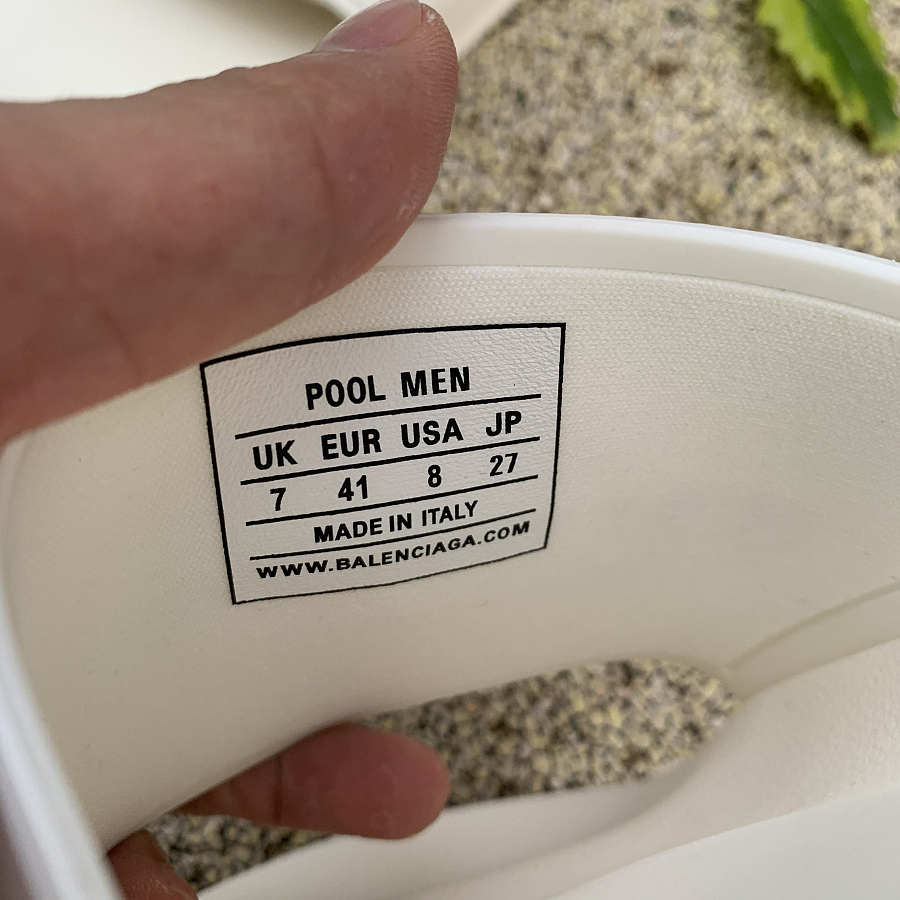 POOL MEN
UK EUR USA JP
7 41 8 27
MADE IN ITALY
WWW.BALENCIAGA.COM